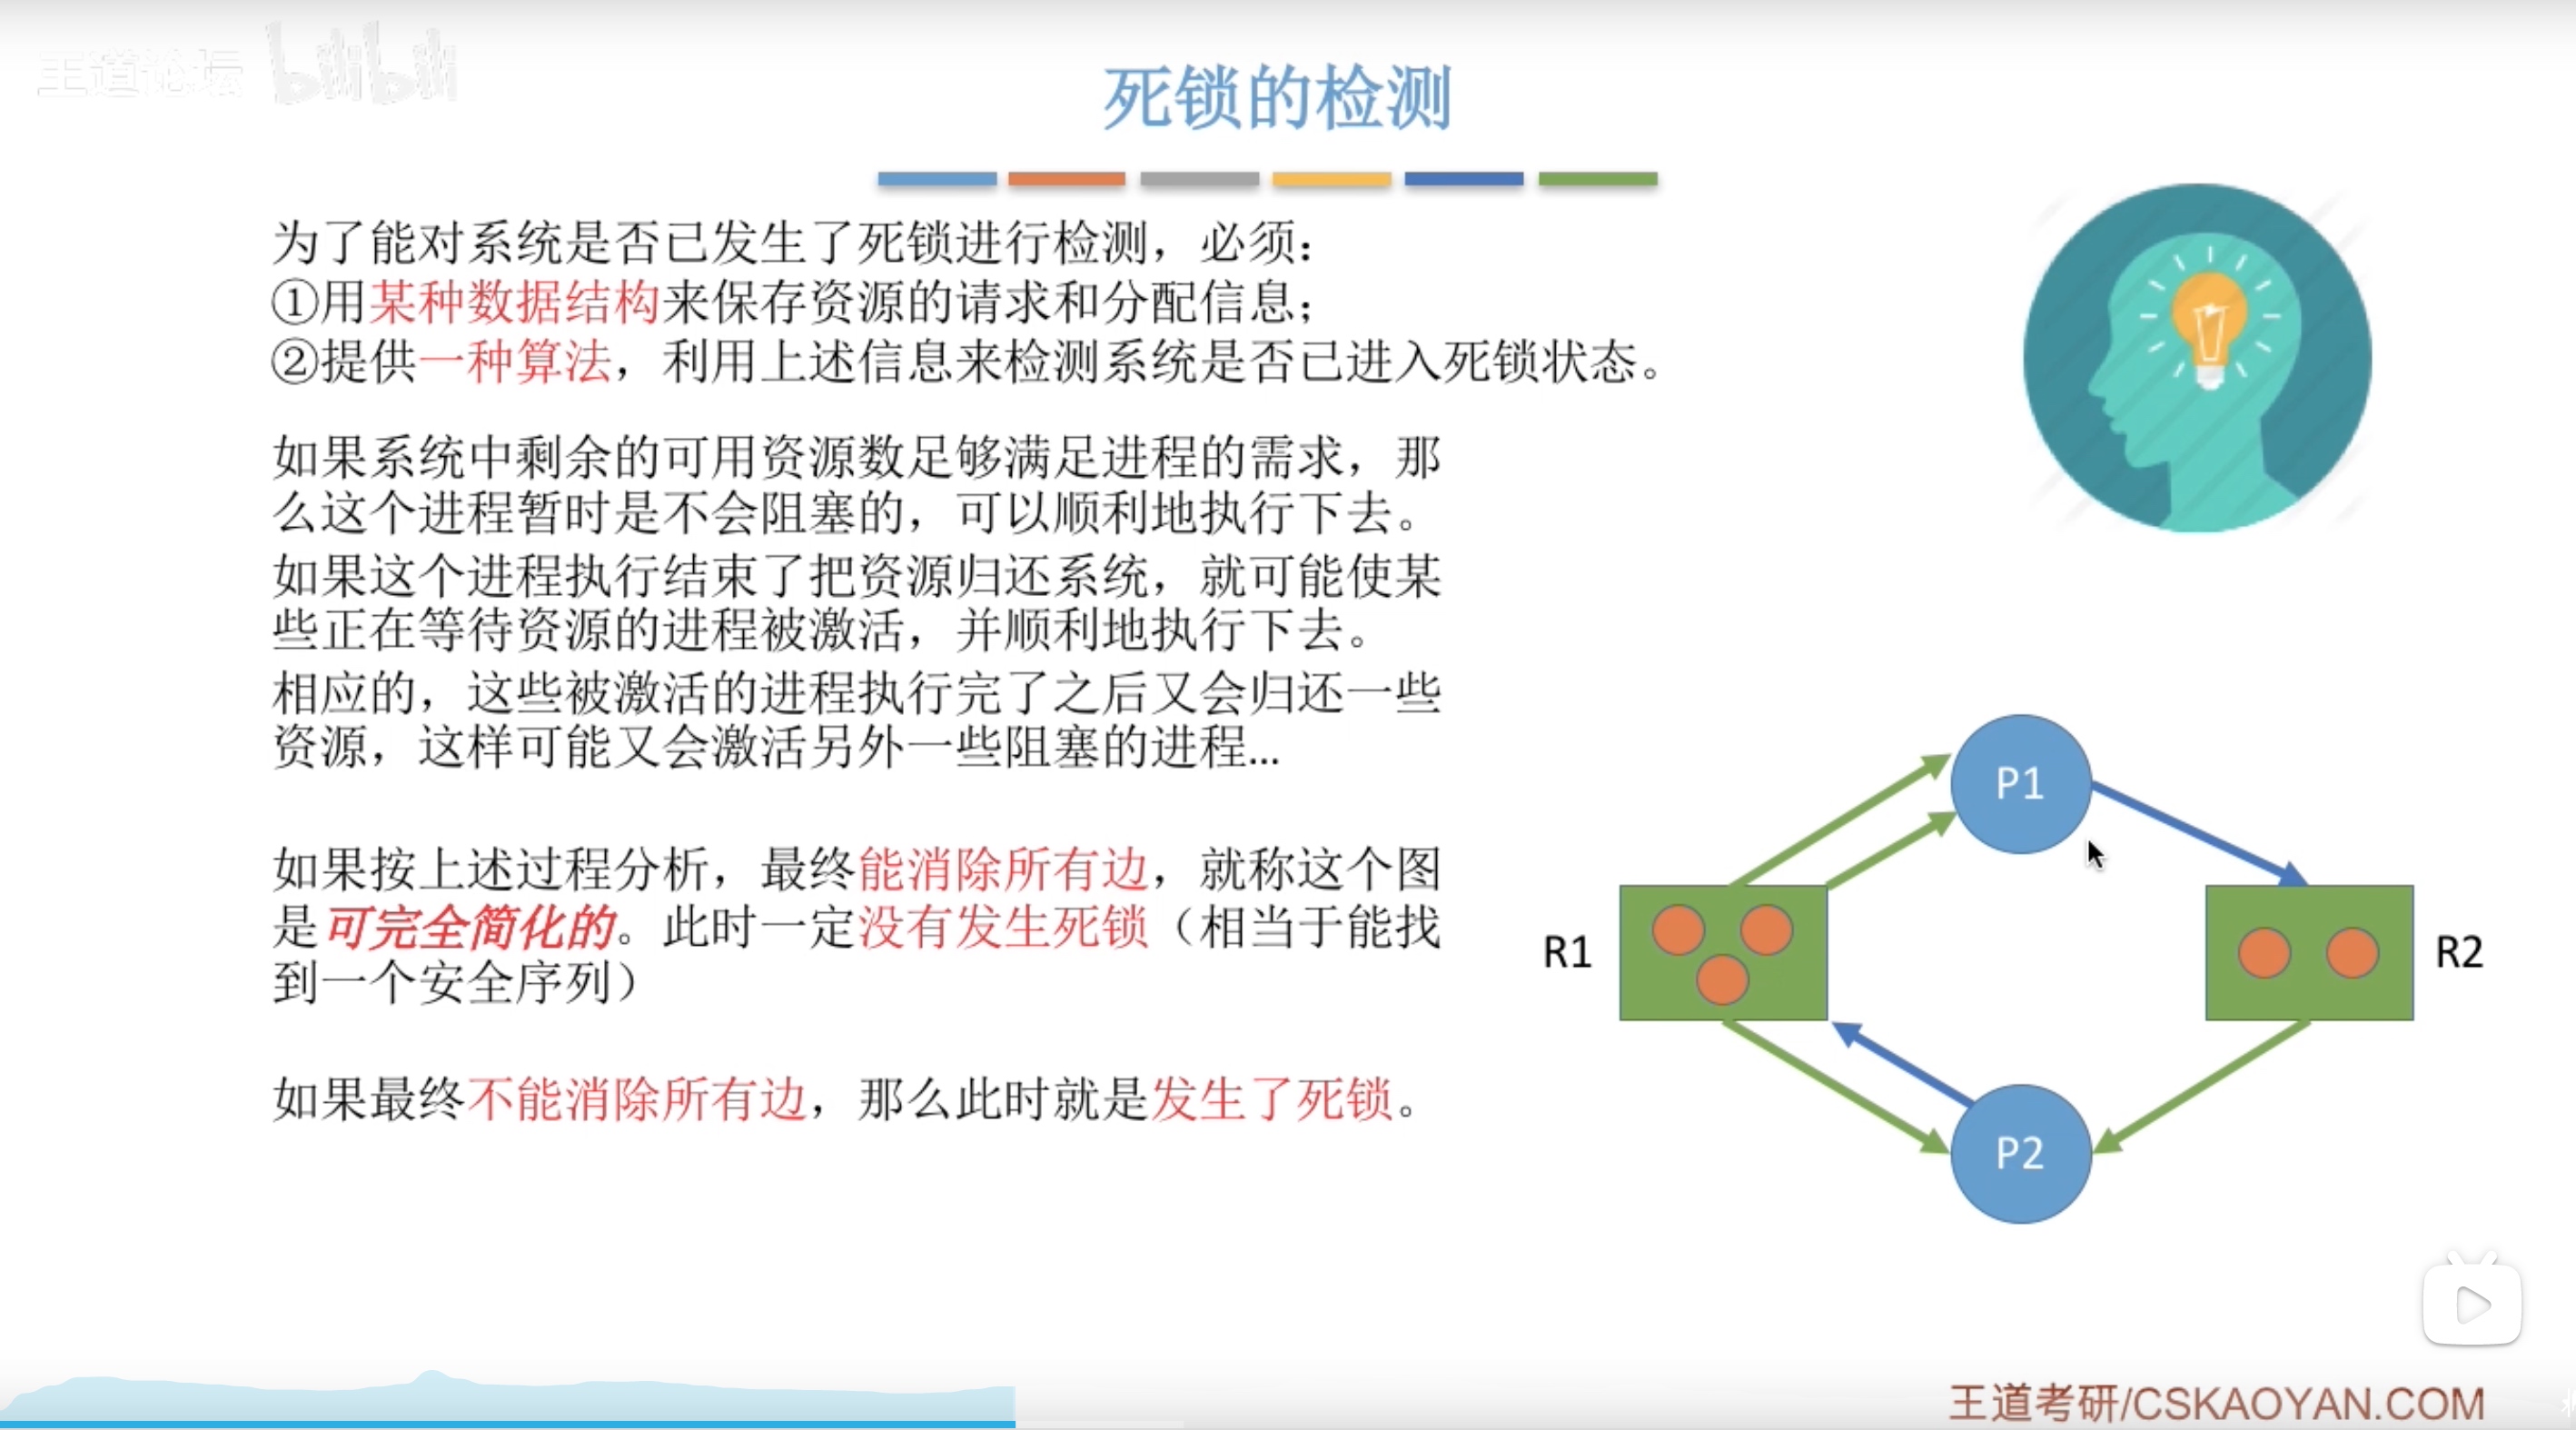 王道论坛 bilibili
死锁的检测
为了能对系统是否已发生了死锁进行检测，必须：
①用某种数据结构来保存资源的请求和分配信息；
②提供一种算法，利用上述信息来检测系统是否已进入死锁状态。
如果系统中剩余的可用资源数足够满足进程的需求，那
么这个进程暂时是不会阻塞的，可以顺利地执行下去。
如果这个进程执行结束了把资源归还系统，就可能使某
些正在等待资源的进程被激活，并顺利地执行下去。
相应的，这些被激活的进程执行完了之后又会归还一些
资源，这样可能又会激活另外一些阻塞的进程...
如果按上述过程分析，最终能消除所有边，就称这个图
是可完全简化的。此时一定没有发生死锁（相当于能找
到一个安全序列）
如果最终不能消除所有边，那么此时就是发生了死锁。
P1
R1
R2
P2
王道考研/CSKAOYAN.COM